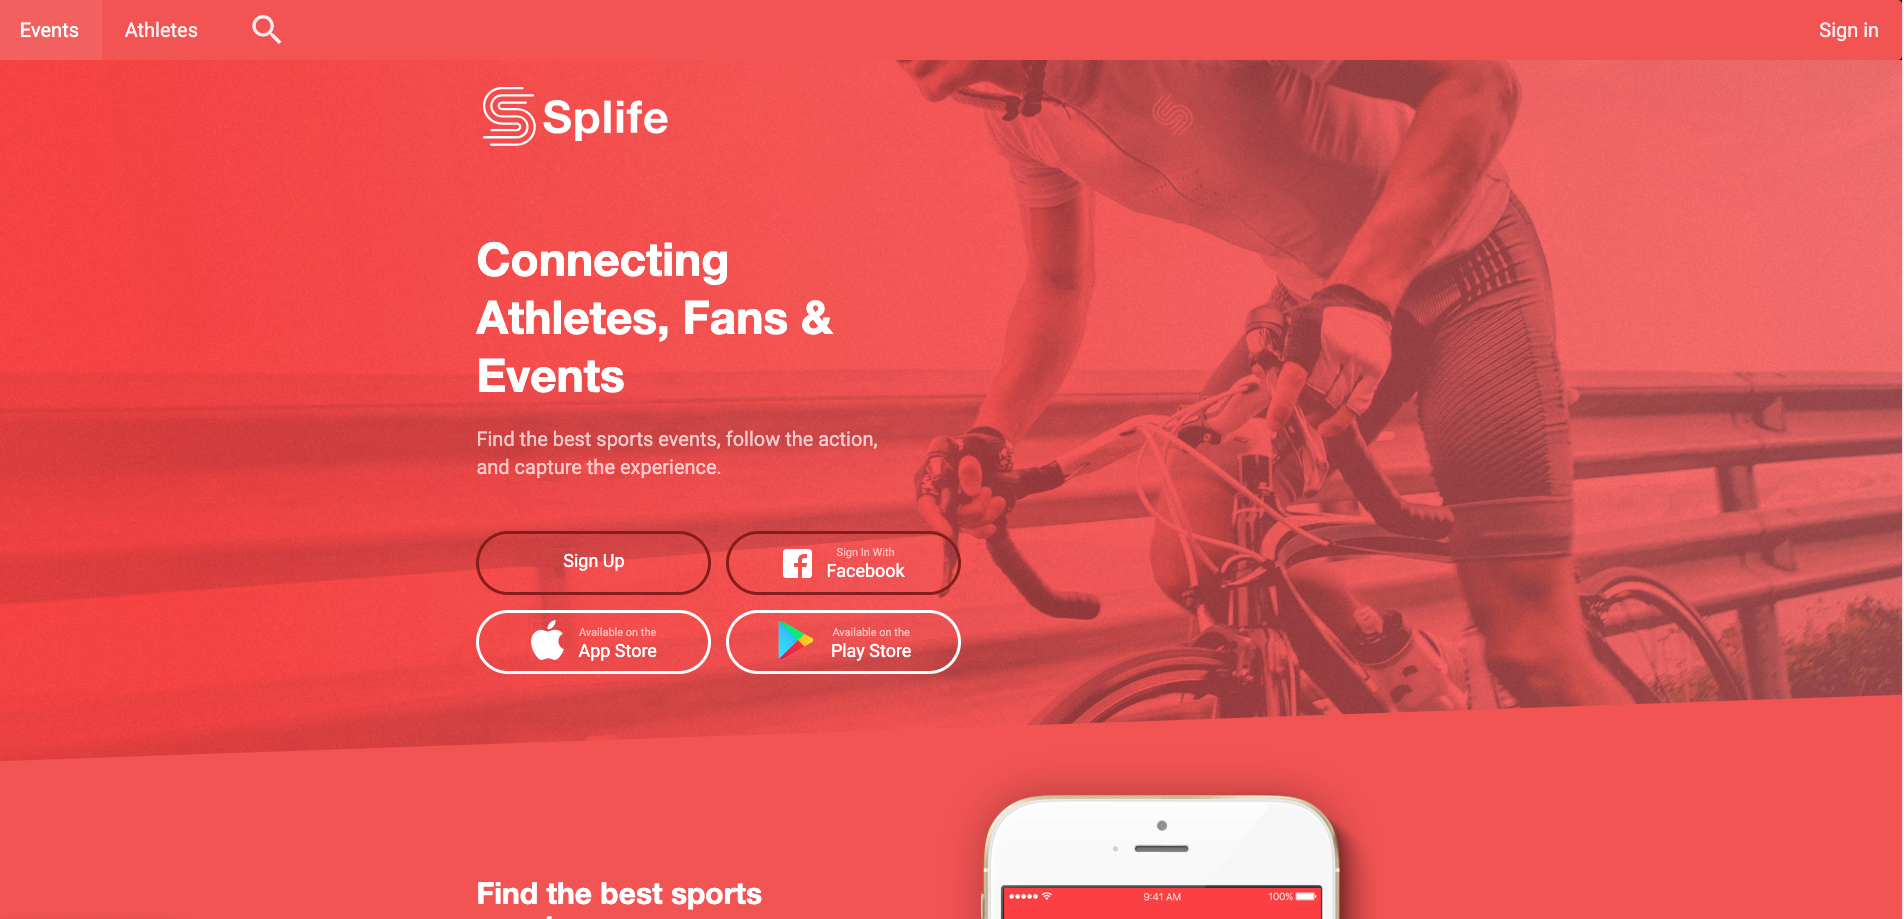 Events
Athletes
Sign in
Splife
Connecting
Athletes, Fans &
Events
Find the best sports events, follow the action,
and capture the experience.
Sign Up
Sign In With
Facebook
Available on the
App Store
Available on the
Play Store
Find the best sports
9:41 AM
100%